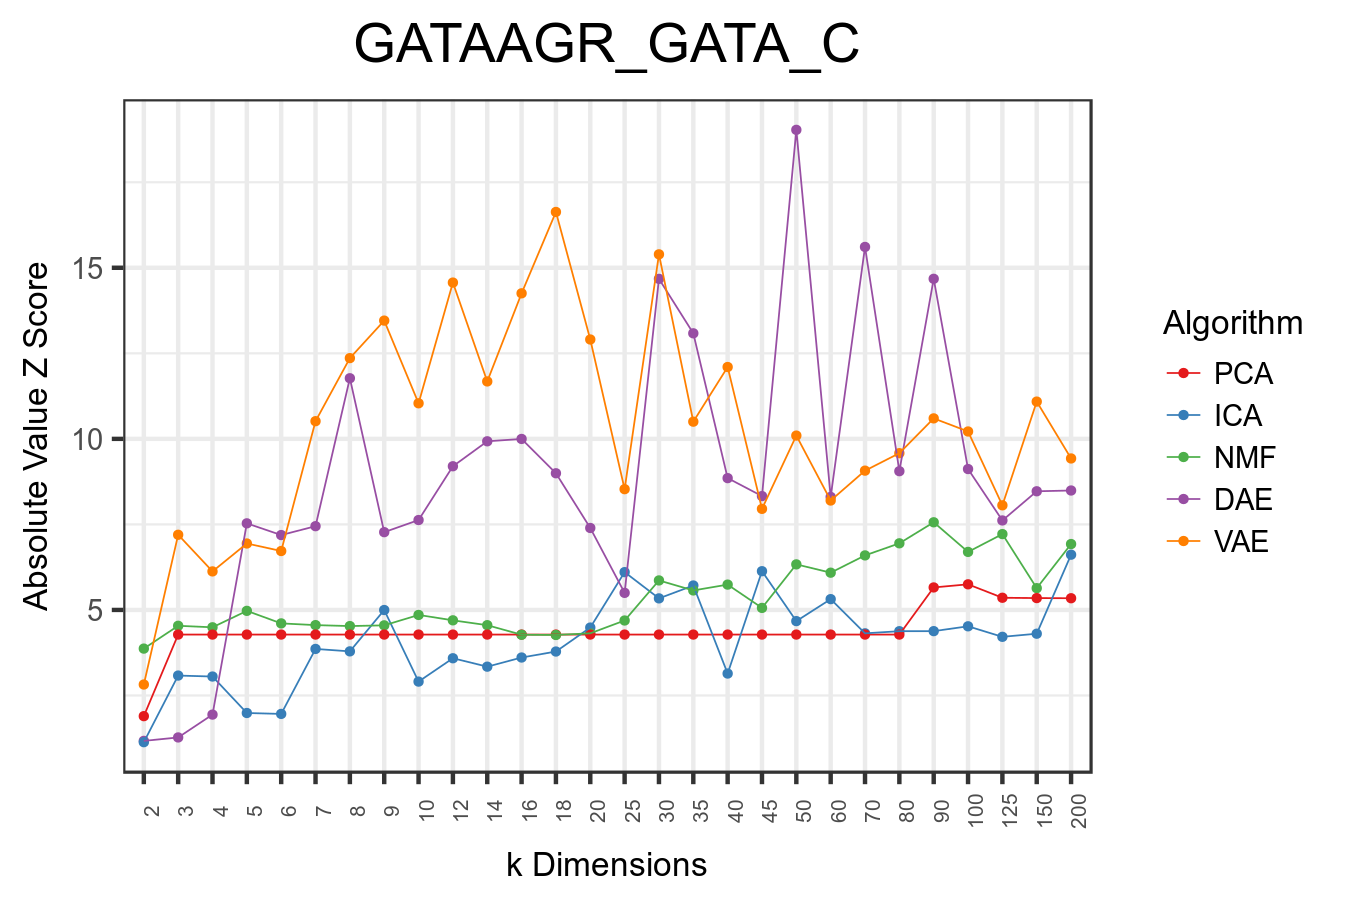 GATAAGR_GATA_C
Absolute Value Z Score
15
10
5
2 3 4 5 6 7 8 9 10 12 14 16 18 20 25 30 35 40 45 50 60 70 80 90 100 125 150 200
k Dimensions
Algorithm
PCA
ICA
NMF
DAE
VAE